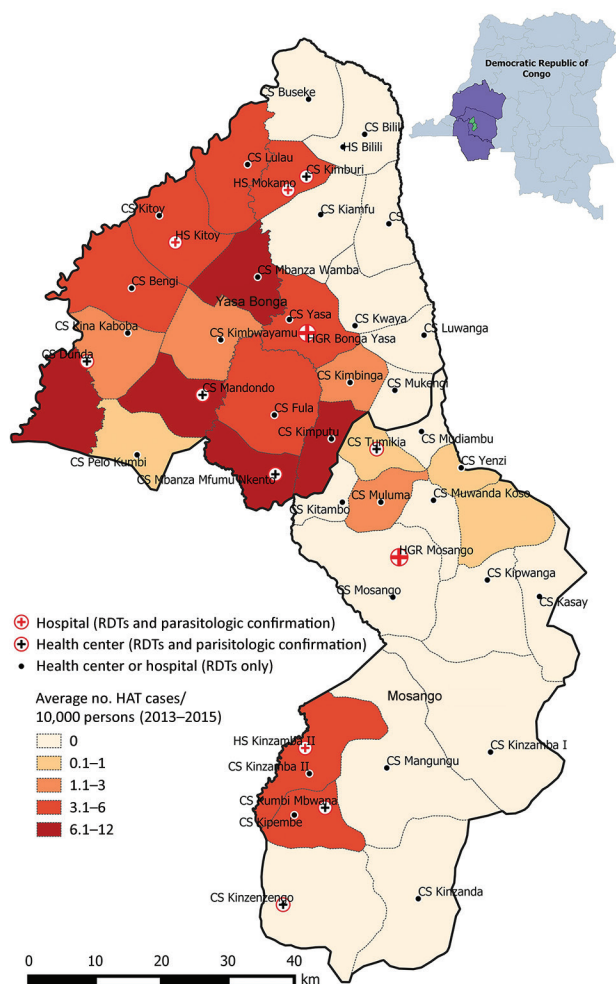 Democratic Republic of
Congo
CS Buseke
CS Bilili
HS Bilili
CS Lulau
CS Kimburi
HS Mokamo
CS Kitoy
CS Kiamfu
CS
HS Kitoy
CS Mbanza Wamba
CS Bengi
Yasa Bonga
CS Yasa
CS Kina Kaboba
CS Kimbwayamu
CS Kwaya
HGR Bonga Yasa
CS Luwanga
CS Dunda
CS Kimbinga
CS Mandondo
CS Mukengi
CS Fula
CS Kimputu
CS Mudiambu
CS Tumikia
CS Pelo Kumbi
CS Yenzi
CS Mbanza Mfumu Nkento
CS Muluma
CS Muwanda Koso
CS Kitambo
HGR Mosango
CS Kipwanga
CS Mosango
CS Kasay
Hospital (RDTs and parasitologic confirmation)
Health center (RDTs and parisitologic confirmation)
Health center or hospital (RDTs only)
Average no. HAT cases/
10,000 persons (2013–2015)
0
0.1–1
1.1–3
3.1–6
6.1–12
Mosango
HS Kinzamba II
CS Kinzamba I
CS Kinzamba II
CS Mangungu
CS Kumbi Mbwana
CS Kipembe
CS Kinzenzengo
CS Kinzanda
0 10 20 30 40
km